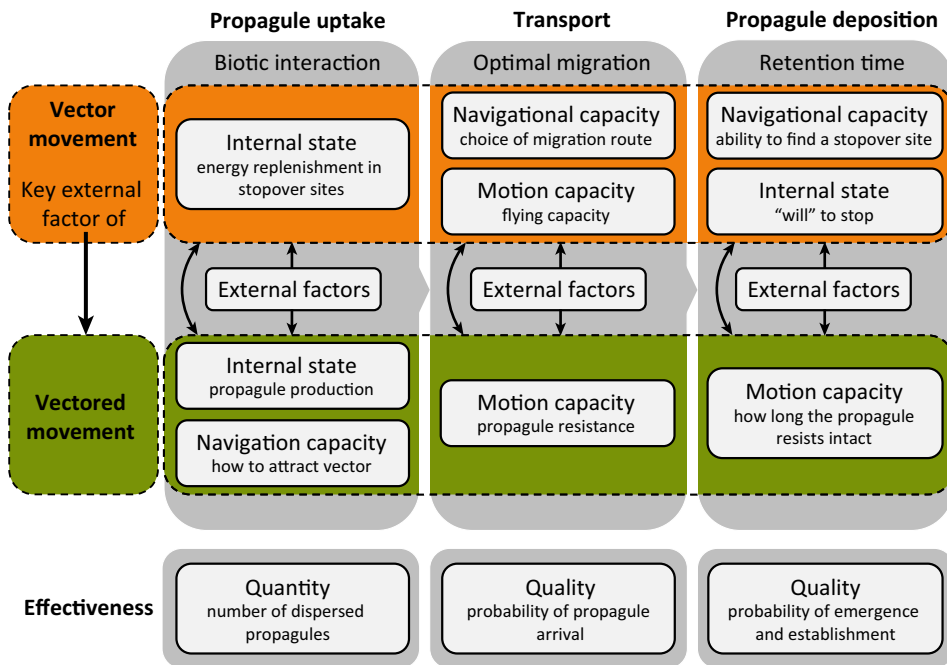 Propagule uptake
Transport
Propagule deposition
Biotic interaction
Optimal migration
Retention time
Vector
movement
Key external
factor of
Internal state
energy replenishment in
stopover sites
Navigational capacity
choice of migration route
Motion capacity
flying capacity
Navigational capacity
ability to find a stopover site
Internal state
“will” to stop
External factors
External factors
External factors
Vectored
movement
Internal state
propagule production
Navigation capacity
how to attract vector
Motion capacity
propagule resistance
Motion capacity
how long the propagule
resists intact
Effectiveness
Quantity
number of dispersed
propagules
Quality
probability of propagule
arrival
Quality
probability of emergence
and establishment